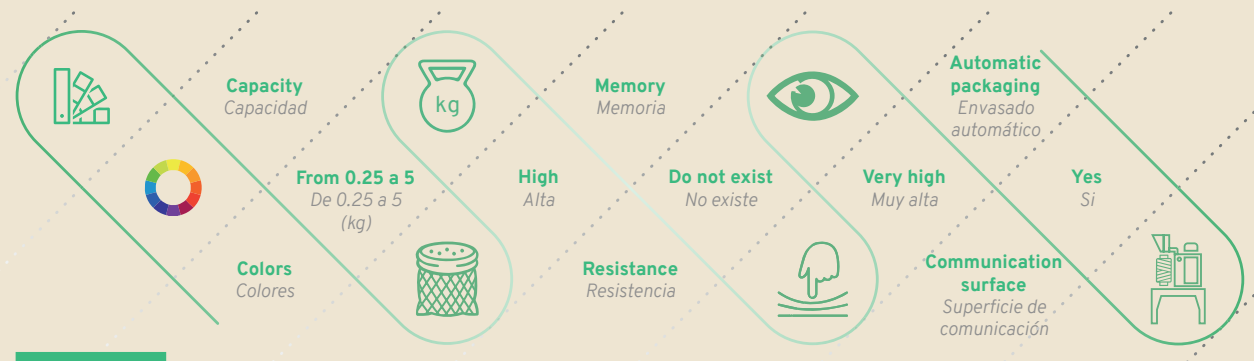 Capacity
Capacidad
kg
Memory
Memoria
Automatic
packaging
Envasado
automático
From 0.25 a 5
De 0.25 a 5
(kg)
High
Alta
Do not exist
No existe
Very high
Muy alta
Yes
Si
Colors
Colores
Resistance
Resistencia
Communication
surface
Superficie de
comunicación